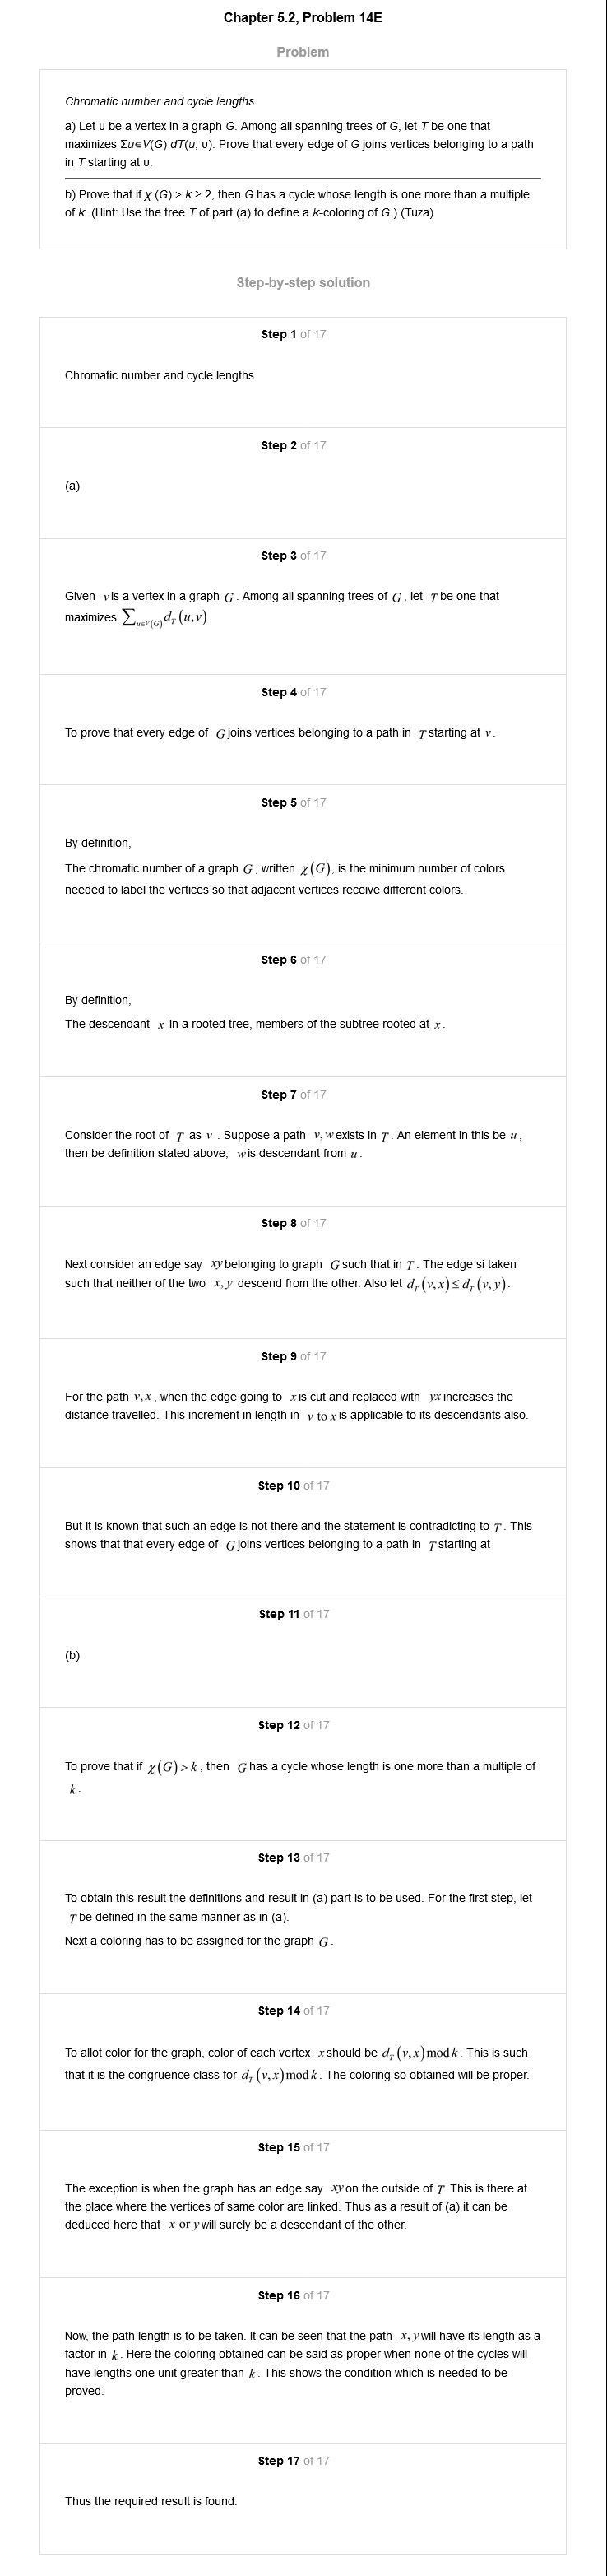 Chapter 5.2, Problem 14E
Problem
Chromatic number and cycle lengths.
a) Let υ be a vertex in a graph G. Among all spanning trees of G, let T be one that
maximizes Σu∈V(G) dT(u, υ). Prove that every edge of G joins vertices belonging to a path
in T starting at υ.
b) Prove that if χ (G) > k ≥ 2, then G has a cycle whose length is one more than a multiple
of k. (Hint: Use the tree T of part (a) to define a k-coloring of G.) (Tuza)
Step-by-step solution
Step 1 of 17
Chromatic number and cycle lengths.
Step 2 of 17
(a)
Step 3 of 17
Given v is a vertex in a graph G . Among all spanning trees of G , let T be one that
maximizes ∑_{u∈V(G)} d_T (u, v).
Step 4 of 17
To prove that every edge of G joins vertices belonging to a path in T starting at v .
Step 5 of 17
By definition,
The chromatic number of a graph G , written χ(G), is the minimum number of colors
needed to label the vertices so that adjacent vertices receive different colors.
Step 6 of 17
By definition,
The descendant x in a rooted tree, members of the subtree rooted at x .
Step 7 of 17
Consider the root of T as v . Suppose a path v, w exists in T . An element in this be u ,
then be definition stated above, w is descendant from u .
Step 8 of 17
Next consider an edge say xy belonging to graph G such that in T . The edge si taken
such that neither of the two x, y descend from the other. Also let d_T (v, x) ≤ d_T (v, y) .
Step 9 of 17
For the path v, x , when the edge going to x is cut and replaced with yx increases the
distance travelled. This increment in length in v to x is applicable to its descendants also.
Step 10 of 17
But it is known that such an edge is not there and the statement is contradicting to T . This
shows that that every edge of G joins vertices belonging to a path in T starting at
Step 11 of 17
(b)
Step 12 of 17
To prove that if χ(G) > k , then G has a cycle whose length is one more than a multiple of
k .
Step 13 of 17
To obtain this result the definitions and result in (a) part is to be used. For the first step, let
T be defined in the same manner as in (a).
Next a coloring has to be assigned for the graph G .
Step 14 of 17
To allot color for the graph, color of each vertex x should be d_T (v, x) mod k . This is such
that it is the congruence class for d_T (v, x) mod k . The coloring so obtained will be proper.
Step 15 of 17
The exception is when the graph has an edge say xy on the outside of T .This is there at
the place where the vertices of same color are linked. Thus as a result of (a) it can be
deduced here that x or y will surely be a descendant of the other.
Step 16 of 17
Now, the path length is to be taken. It can be seen that the path x, y will have its length as a
factor in k . Here the coloring obtained can be said as proper when none of the cycles will
have lengths one unit greater than k . This shows the condition which is needed to be
proved.
Step 17 of 17
Thus the required result is found.